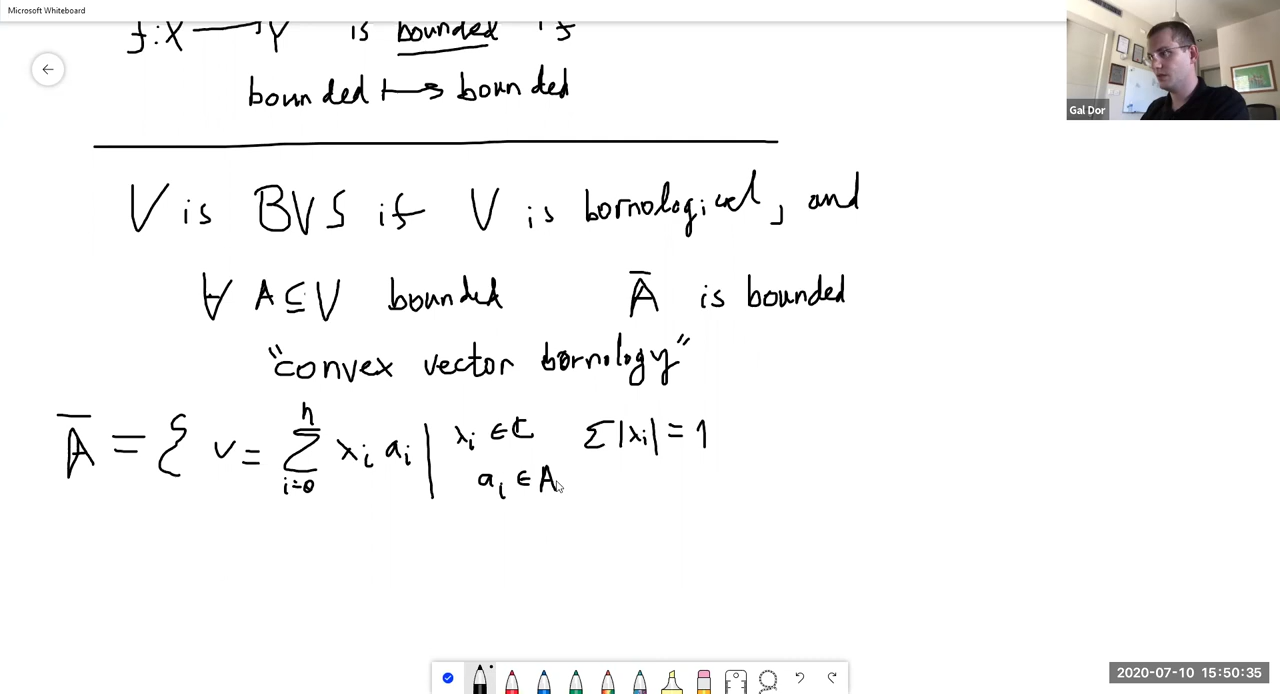 Microsoft Whiteboard
f: X → Y is bounded if
bounded ↦ bounded
Gal Dor
V is BVS if V is bornological, and
∀ A ⊆ V bounded Ā is bounded
"convex vector bornology"
Ā = { v = ∑_{i=0}^{n} λ_i a_i | λ_i ∈ ℂ ∑|λ_i| = 1
a_i ∈ A
2020-07-10 15:50:35